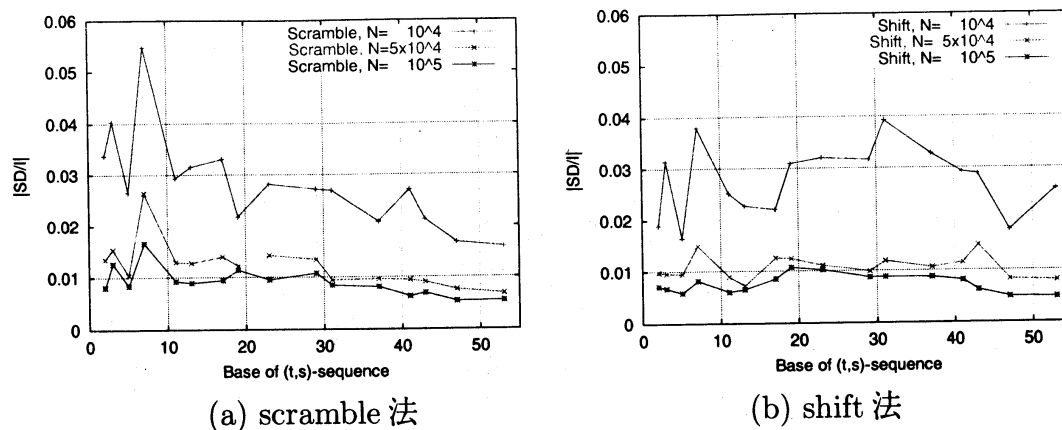 0.06
0.05
0.04
0.03
0.02
0.01
0
|SD/I|
Scramble, N= 10^4
Scramble, N=5x10^4
Scramble, N= 10^5
0 10 20 30 40 50
Base of (t,s)-sequence
(a) scramble 法
0.06
0.05
0.04
0.03
0.02
0.01
0
|SD/I|
Shift, N= 10^4
Shift, N= 5x10^4
Shift, N= 10^5
0 10 20 30 40 50
Base of (t,s)-sequence
(b) shift 法